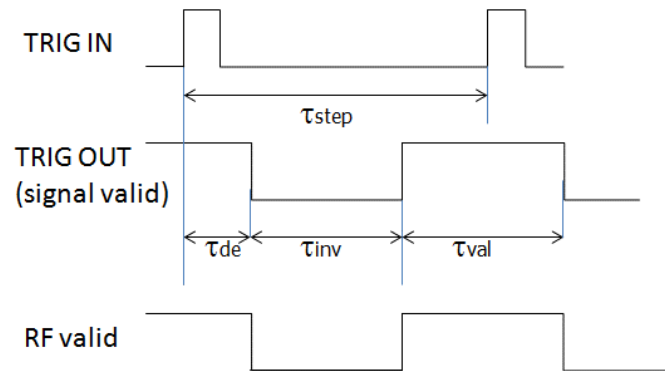 TRIG IN
τstep
TRIG OUT
(signal valid)
τde
τinv
τval
RF valid